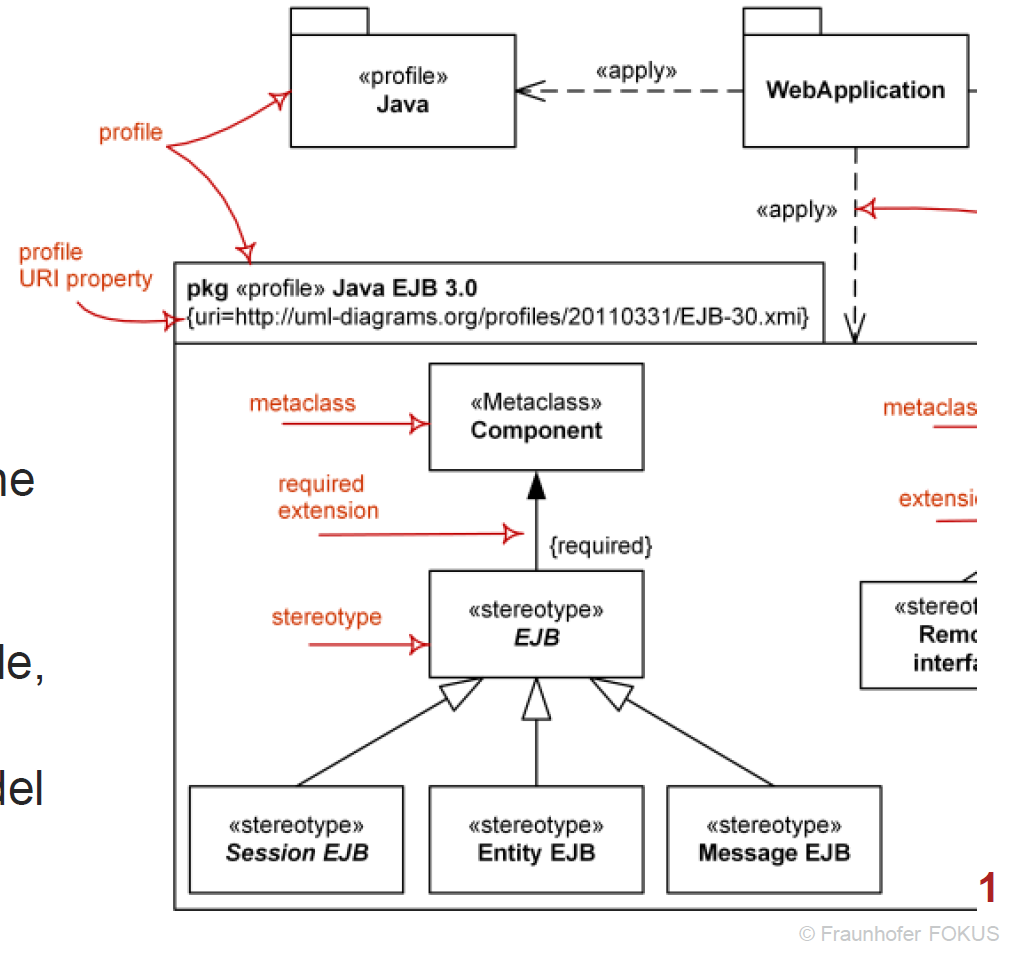 «profile»
Java
«apply»
WebApplication
profile
«apply»
profile
URI property
pkg «profile» Java EJB 3.0
{uri=http://uml-diagrams.org/profiles/20110331/EJB-30.xmi}
metaclass
«Metaclass»
Component
metaclas
required
extension
extensi
{required}
stereotype
«stereotype»
EJB
«stereot
Remo
interfa
le,
del
«stereotype»
Session EJB
«stereotype»
Entity EJB
«stereotype»
Message EJB
1
© Fraunhofer FOKUS